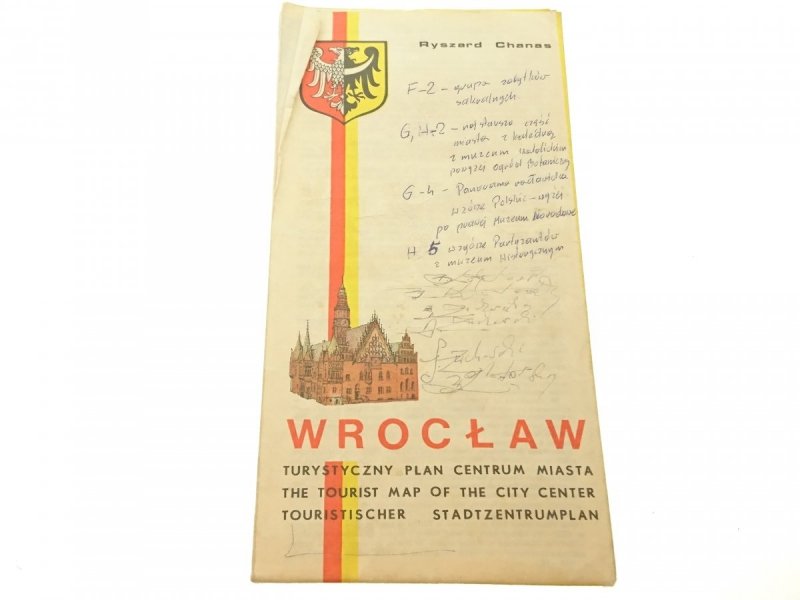 Ryszard Chanas
F-2 - grupa zabytków
sakralnych.
G, H-2 - najstarsza część
miasta z katedrą
z muzeum
powyżej ogród Botaniczny
G-4 - Panorama racławicka
wzgórze Polskie - wyżej
po prawej Muzeum Narodowe
H 5 wzgórze Partyzantów
z muzeum Historycznym
WROCŁAW
TURYSTYCZNY PLAN CENTRUM MIASTA
THE TOURIST MAP OF THE CITY CENTER
TOURISTISCHER STADTZENTRUMPLAN